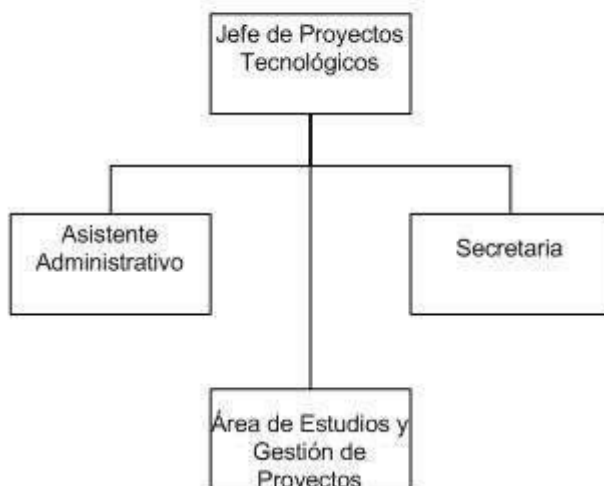 Jefe de Proyectos
Tecnológicos
Asistente
Administrativo
Secretaria
Área de Estudios y
Gestión de
Proyectos